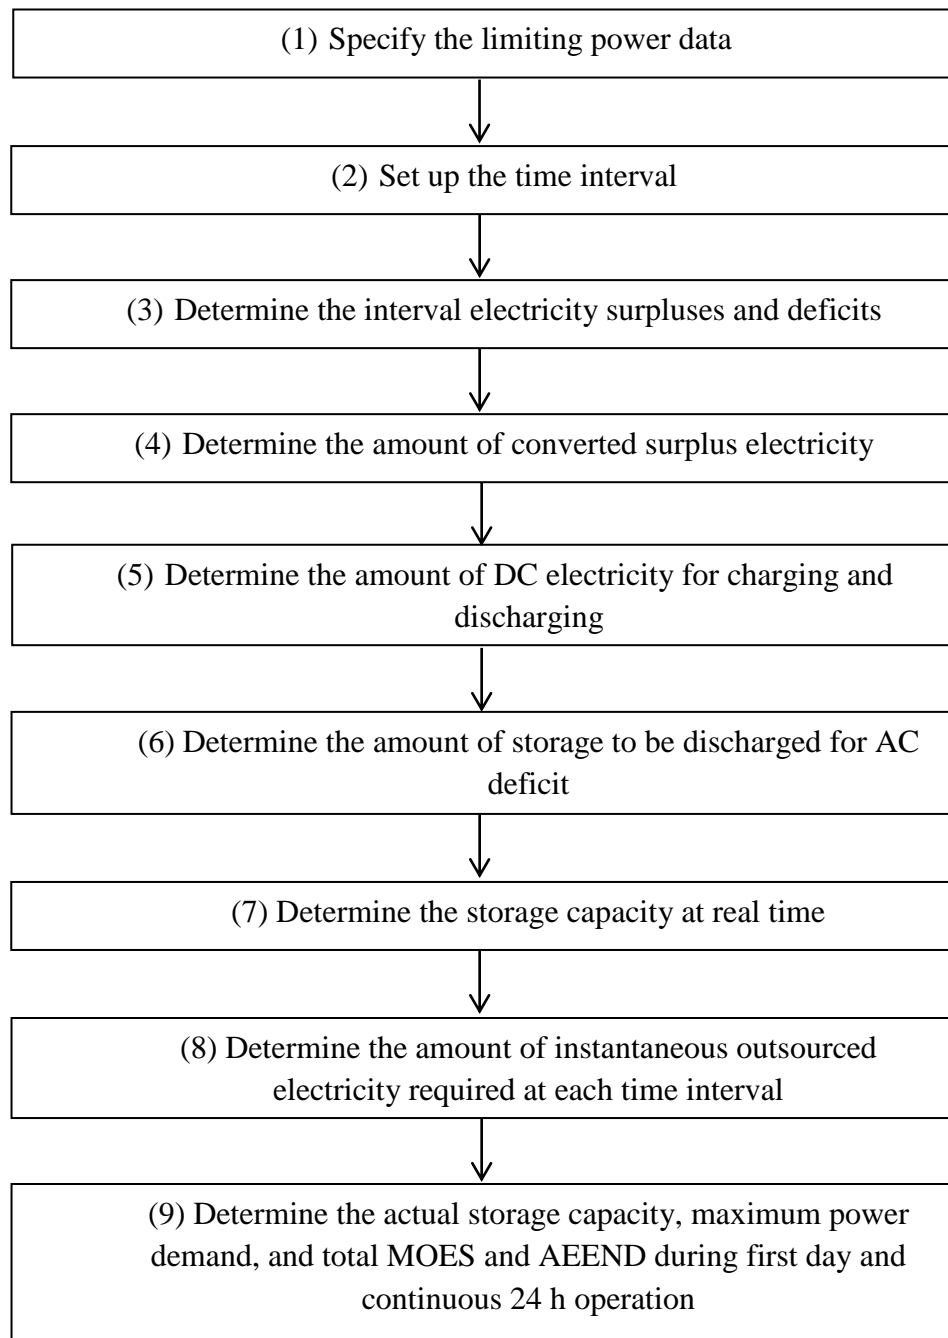 (1) Specify the limiting power data
(2) Set up the time interval
(3) Determine the interval electricity surpluses and deficits
(4) Determine the amount of converted surplus electricity
(5) Determine the amount of DC electricity for charging and
discharging
(6) Determine the amount of storage to be discharged for AC
deficit
(7) Determine the storage capacity at real time
(8) Determine the amount of instantaneous outsourced
electricity required at each time interval
(9) Determine the actual storage capacity, maximum power
demand, and total MOES and AEEND during first day and
continuous 24 h operation